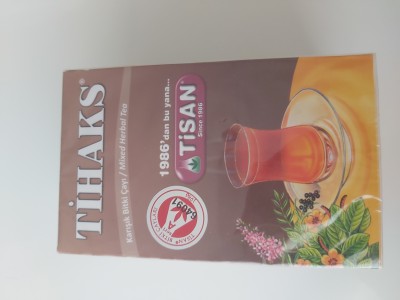 TİHAKS®
Karışık Bitki Çayı / Mixed Herbal Tea
1986'dan bu yana...
TİSAN®
Since 1986